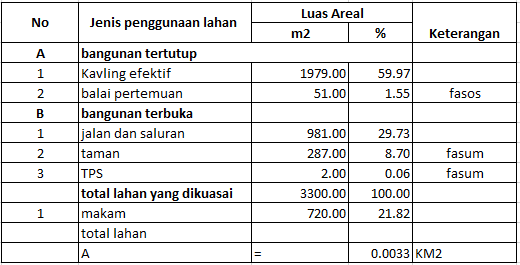 No Jenis penggunaan lahan Luas Areal Keterangan
m2 %
A bangunan tertutup
1 Kavling efektif 1979.00 59.97
2 balai pertemuan 51.00 1.55 fasos
B bangunan terbuka
1 jalan dan saluran 981.00 29.73
2 taman 287.00 8.70 fasum
3 TPS 2.00 0.06 fasum
total lahan yang dikuasai 3300.00 100.00
1 makam 720.00 21.82
total lahan
A = 0.0033 KM2